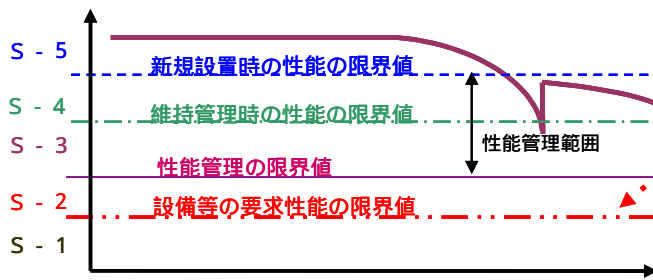 S - 5
新規設置時の性能の限界値
S - 4
維持管理時の性能の限界値
S - 3
性能管理範囲
性能管理の限界値
S - 2
設備等の要求性能の限界値
S - 1